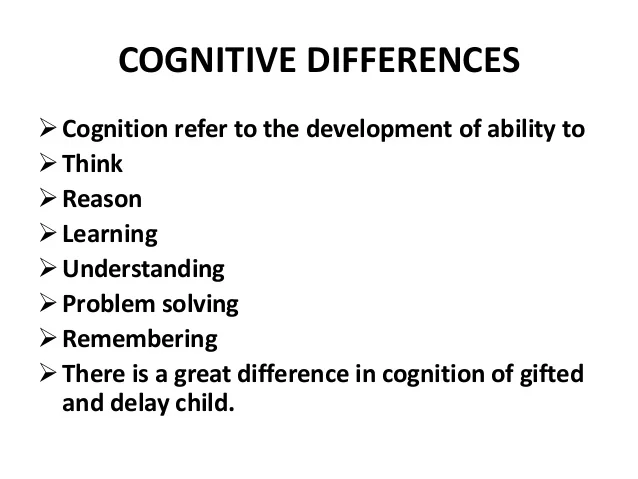 COGNITIVE DIFFERENCES
➢ Cognition refer to the development of ability to
➢ Think
➢ Reason
➢ Learning
➢ Understanding
➢ Problem solving
➢ Remembering
➢ There is a great difference in cognition of gifted
and delay child.